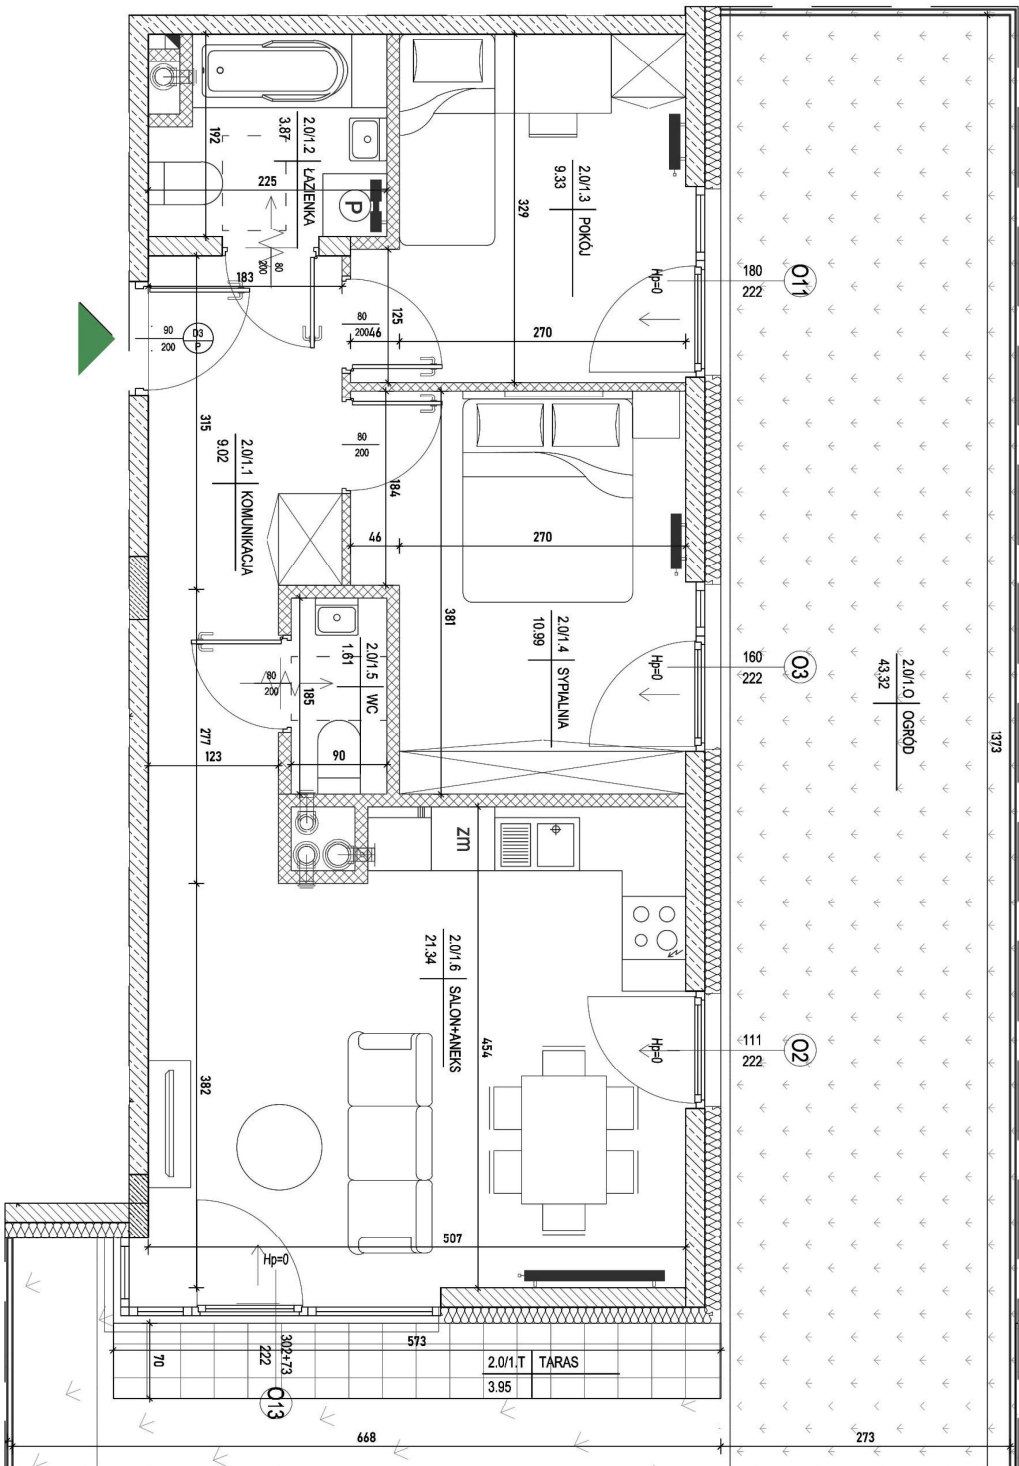 2.0/1.2 ŁAZIENKA
3.87
192
225
P
2.0/1.3 POKÓJ
9.33
329
Hp=0
180
222
O11
183
80
200
90
200
D3
P
80
200
46
125
270
80
200
315
2.0/1.1 KOMUNIKACJA
9.02
184
46
270
381
2.0/1.4 SYPIALNIA
10.99
Hp=0
160
222
O3
2.0/1.O OGRÓD
43,32
1373
2.0/1.5 WC
1.61
80
200
185
277
123
90
zm
2.0/1.6 SALON+ANEKS
21.34
454
Hp=0
111
222
O2
382
507
Hp=0
573
70
302+73
222
O13
2.0/1.T TARAS
3.95
668
273